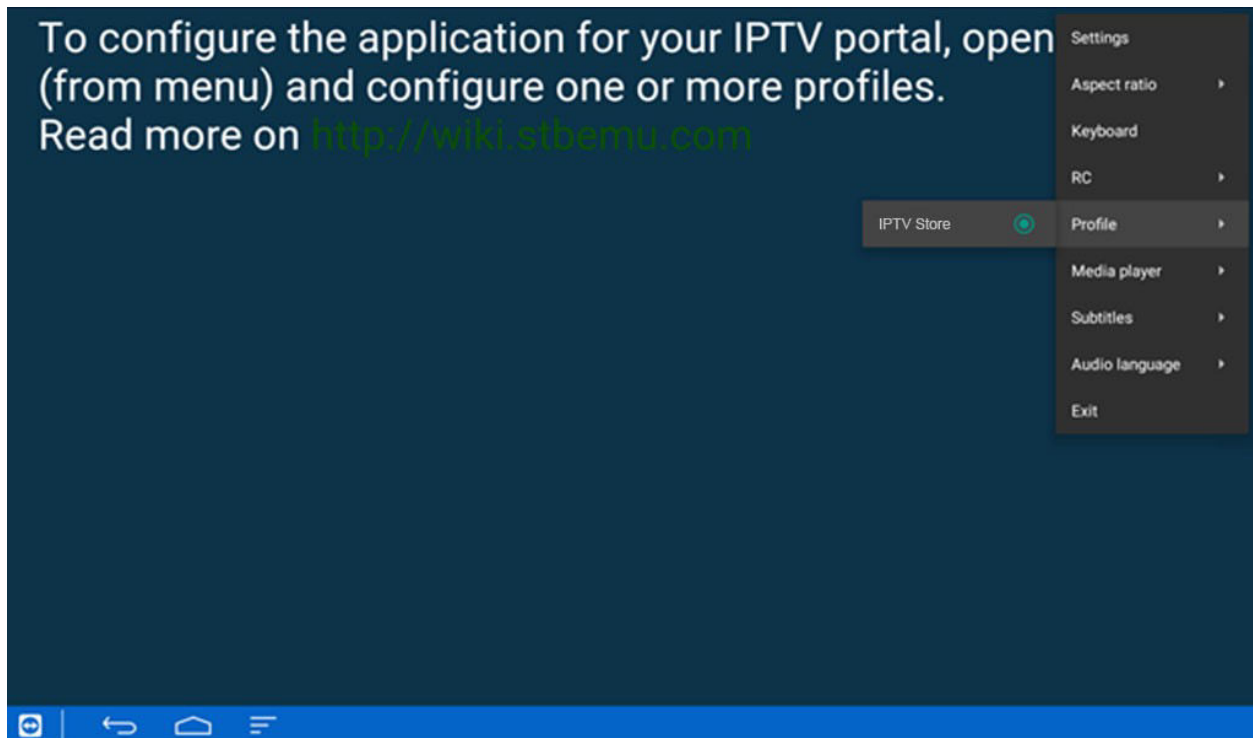 To configure the application for your IPTV portal, open
(from menu) and configure one or more profiles.
Read more on http://wiki.stbemu.com
Settings
Aspect ratio
Keyboard
RC
IPTV Store
Profile
Media player
Subtitles
Audio language
Exit